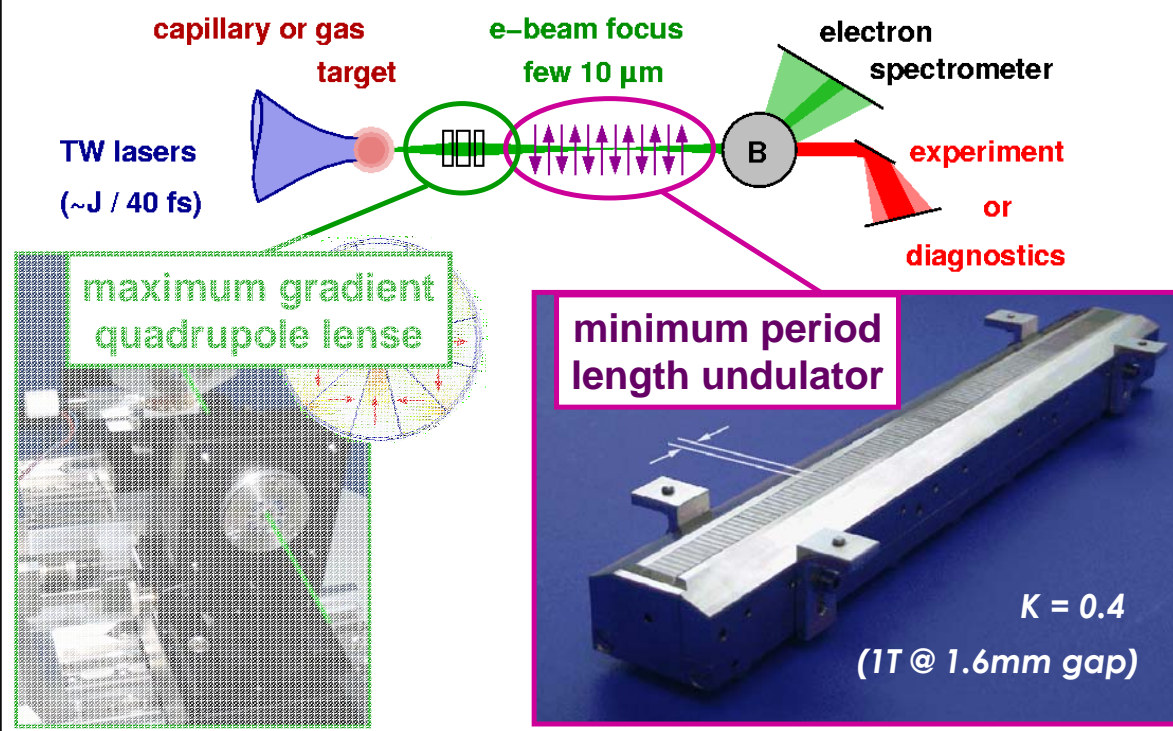 capillary or gas
target
e–beam focus
few 10 µm
electron
spectrometer
TW lasers
(~J / 40 fs)
B
experiment
or
diagnostics
maximum gradient
quadrupole lense
minimum period
length undulator
K = 0.4
(1T @ 1.6mm gap)